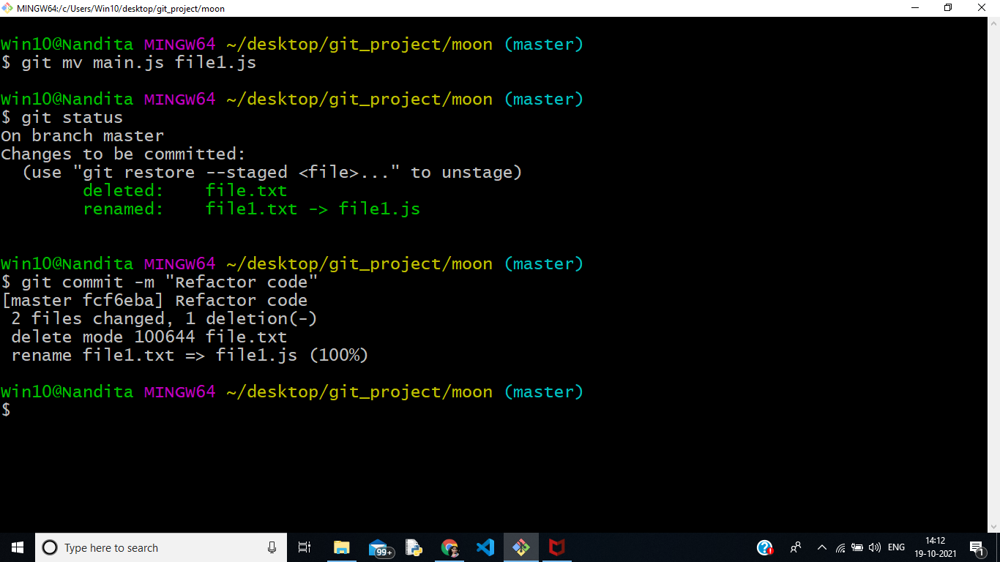 MINGW64:/c/Users/Win10/desktop/git_project/moon
Win10@Nandita MINGW64 ~/desktop/git_project/moon (master)
$ git mv main.js file1.js
Win10@Nandita MINGW64 ~/desktop/git_project/moon (master)
$ git status
On branch master
Changes to be committed:
  (use "git restore --staged <file>..." to unstage)
        deleted:    file.txt
        renamed:    file1.txt -> file1.js
Win10@Nandita MINGW64 ~/desktop/git_project/moon (master)
$ git commit -m "Refactor code"
[master fcf6eba] Refactor code
 2 files changed, 1 deletion(-)
 delete mode 100644 file.txt
 rename file1.txt => file1.js (100%)
Win10@Nandita MINGW64 ~/desktop/git_project/moon (master)
$
Type here to search
99+
ENG
14:12
19-10-2021
1